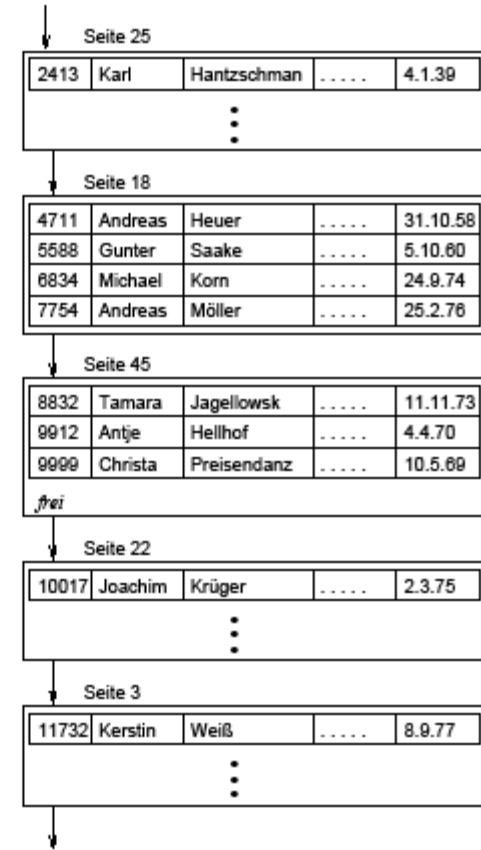 Seite 25
2413 Karl Hantzschman ..... 4.1.39
Seite 18
4711 Andreas Heuer ..... 31.10.58
5588 Gunter Saake ..... 5.10.60
6834 Michael Korn ..... 24.9.74
7754 Andreas Möller ..... 25.2.76
Seite 45
8832 Tamara Jagellowsk ..... 11.11.73
9912 Antje Hellhof ..... 4.4.70
9999 Christa Preisendanz ..... 10.5.69
frei
Seite 22
10017 Joachim Krüger ..... 2.3.75
Seite 3
11732 Kerstin Weiß ..... 8.9.77